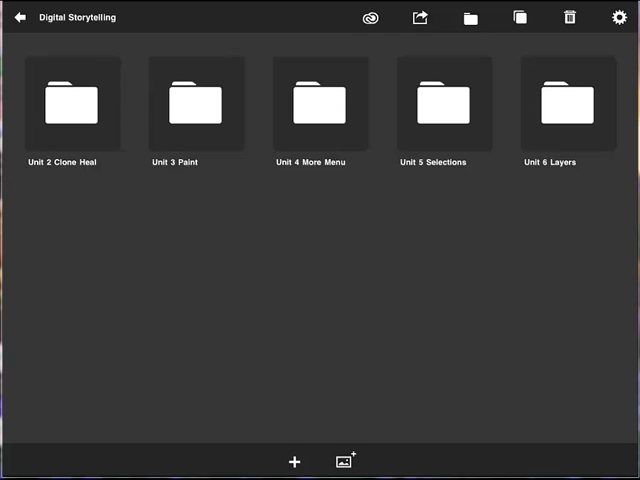 Digital Storytelling
Unit 2 Clone Heal
Unit 3 Paint
Unit 4 More Menu
Unit 5 Selections
Unit 6 Layers